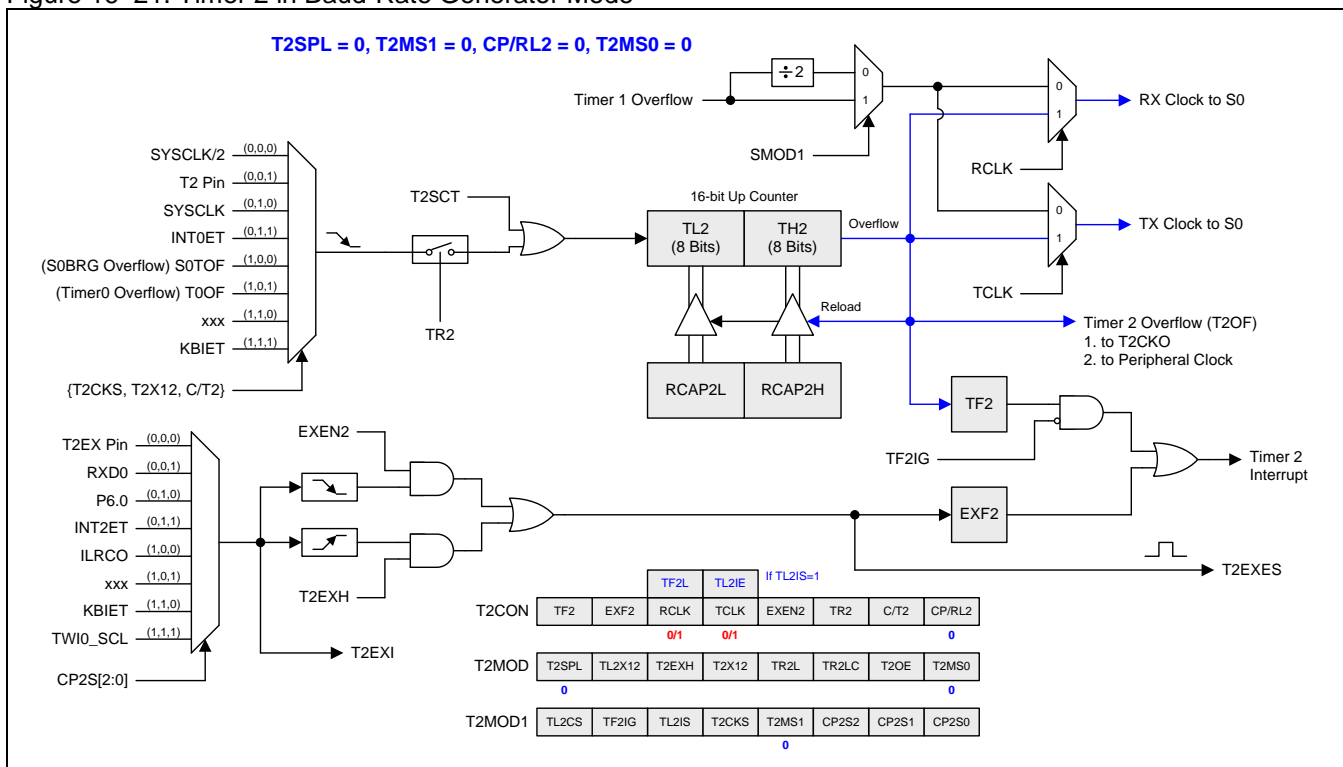 Figure 16–21. Timer 2 in Baud-Rate Generator Mode
T2SPL = 0, T2MS1 = 0, CP/RL2 = 0, T2MS0 = 0
÷ 2
0
1
Timer 1 Overflow
SMOD1
0
1
RX Clock to S0
RCLK
SYSCLK/2 (0,0,0)
T2 Pin (0,0,1)
SYSCLK (0,1,0)
INT0ET (0,1,1)
(S0BRG Overflow) S0TOF (1,0,0)
(Timer0 Overflow) T0OF (1,0,1)
xxx (1,1,0)
KBIET (1,1,1)
{T2CKS, T2X12, C/T2}
T2SCT
TR2
16-bit Up Counter
TL2
(8 Bits)
TH2
(8 Bits)
Overflow
Reload
RCAP2L
RCAP2H
0
1
TX Clock to S0
TCLK
Timer 2 Overflow (T2OF)
1. to T2CKO
2. to Peripheral Clock
TF2
TF2IG
Timer 2
Interrupt
EXF2
T2EXES
T2EX Pin (0,0,0)
RXD0 (0,0,1)
P6.0 (0,1,0)
INT2ET (0,1,1)
ILRCO (1,0,0)
xxx (1,0,1)
KBIET (1,1,0)
TWI0_SCL (1,1,1)
CP2S[2:0]
EXEN2
T2EXH
T2EXI
TF2L TL2IE If TL2IS=1
T2CON TF2 EXF2 RCLK TCLK EXEN2 TR2 C/T2 CP/RL2
0/1 0/1 0
T2MOD T2SPL TL2X12 T2EXH T2X12 TR2L TR2LC T2OE T2MS0
0 0
T2MOD1 TL2CS TF2IG TL2IS T2CKS T2MS1 CP2S2 CP2S1 CP2S0
0